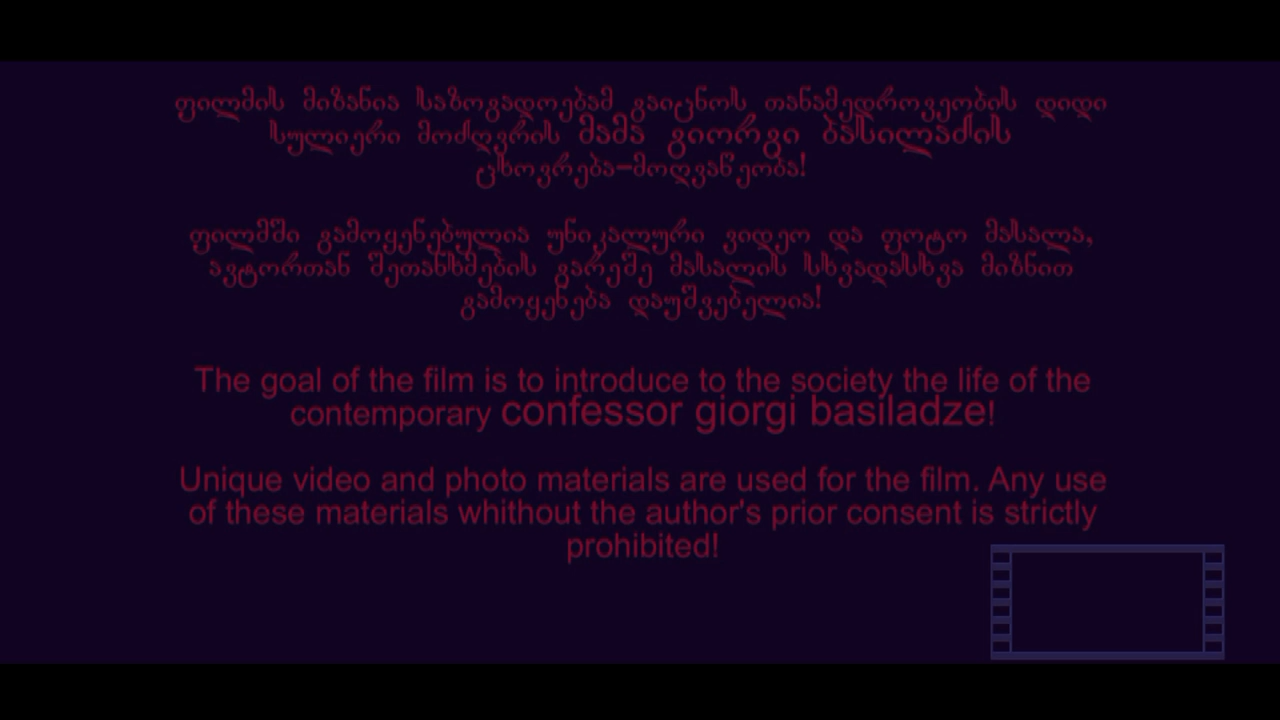 ფილმის მიზანია საზოგადოებამ გაიცნოს თანამედროვეობის დიდი
სულიერი მოძღვრის მამა გიორგი ბასილაძის
ცხოვრება-მოღვაწეობა!
ფილმში გამოყენებულია უნიკალური ვიდეო და ფოტო მასალა,
ავტორთან შეთანხმების გარეშე მასალის სხვადასხვა მიზნით
გამოყენება დაუშვებელია!
The goal of the film is to introduce to the society the life of the
contemporary confessor giorgi basiladze!
Unique video and photo materials are used for the film. Any use
of these materials whithout the author's prior consent is strictly
prohibited!